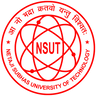 आ नो भद्राः क्रतवो यन्तु विश्वतः
NSUT
NETAJI SUBHAS UNIVERSITY OF TECHNOLOGY